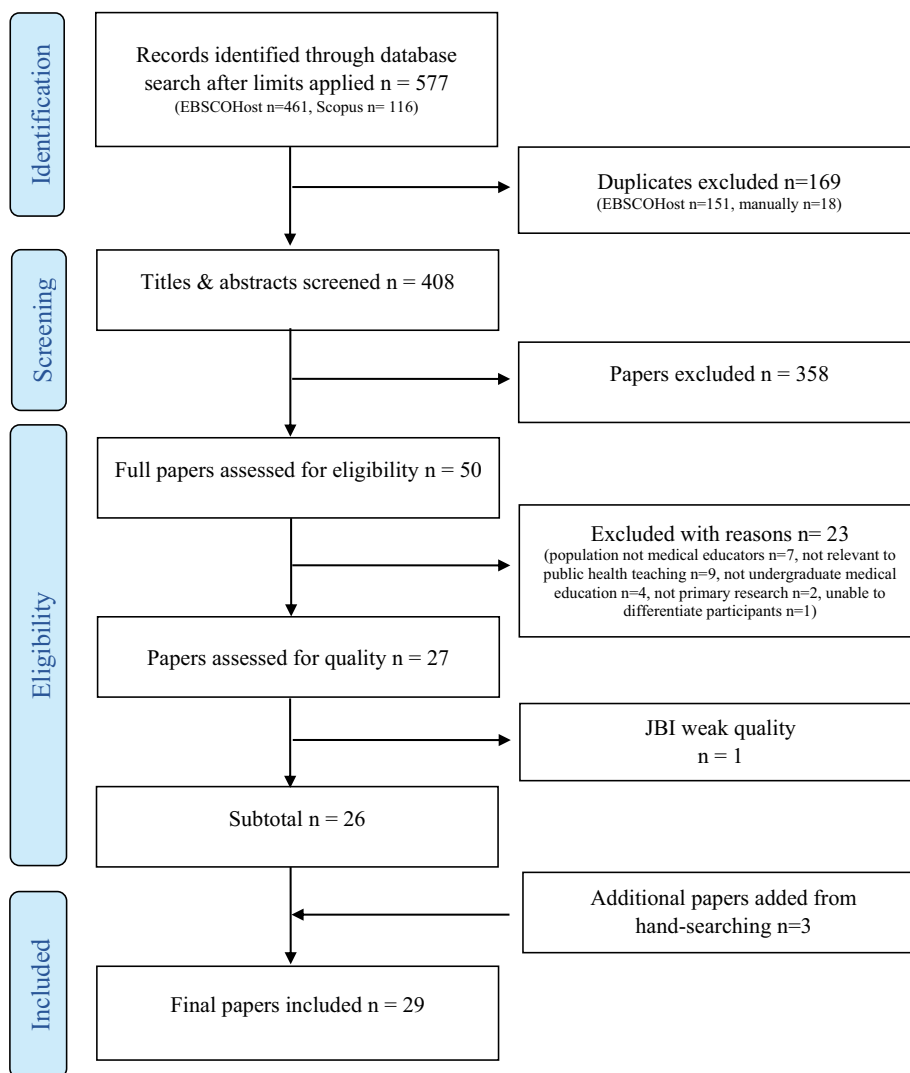 Identification
Records identified through database
search after limits applied n = 577
(EBSCOHost n=461, Scopus n= 116)
Duplicates excluded n=169
(EBSCOHost n=151, manually n=18)
Screening
Titles & abstracts screened n = 408
Papers excluded n = 358
Eligibility
Full papers assessed for eligibility n = 50
Excluded with reasons n= 23
(population not medical educators n=7, not relevant to
public health teaching n=9, not undergraduate medical
education n=4, not primary research n=2, unable to
differentiate participants n=1)
Papers assessed for quality n = 27
JBI weak quality
n = 1
Subtotal n = 26
Included
Additional papers added from
hand-searching n=3
Final papers included n = 29